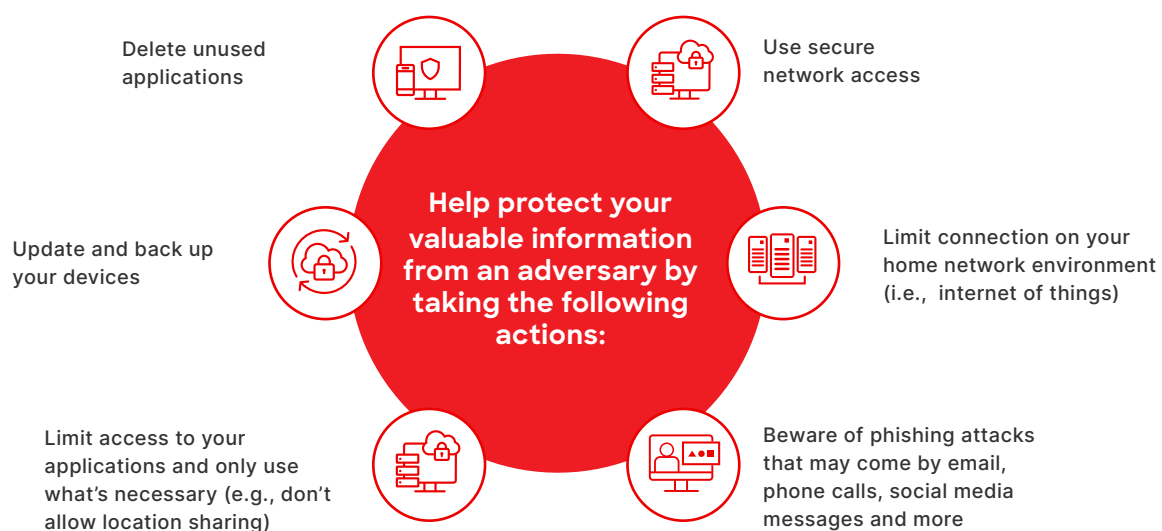 Delete unused
applications
Use secure
network access
Help protect your
valuable information
from an adversary by
taking the following
actions:
Update and back up
your devices
Limit connection on your
home network environment
(i.e., internet of things)
Limit access to your
applications and only use
what’s necessary (e.g., don’t
allow location sharing)
Beware of phishing attacks
that may come by email,
phone calls, social media
messages and more